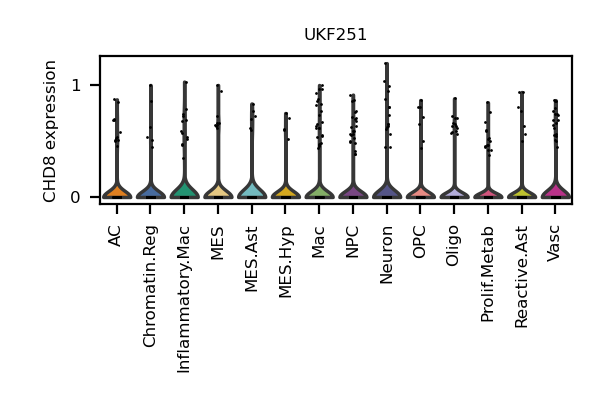 UKF251
CHD8 expression
1
0
AC
Chromatin.Reg
Inflammatory.Mac
MES
MES.Ast
MES.Hyp
Mac
NPC
Neuron
OPC
Oligo
Prolif.Metab
Reactive.Ast
Vasc